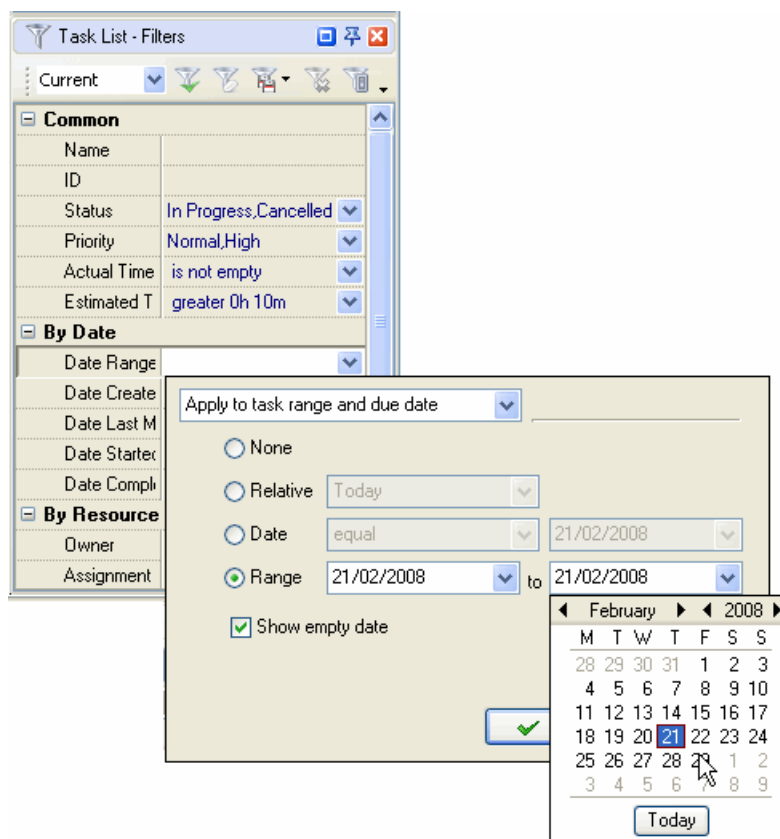 Task List - Filters
Current
Common
Name
ID
Status In Progress,Cancelled
Priority Normal,High
Actual Time is not empty
Estimated T greater 0h 10m
By Date
Date Range
Date Create
Date Last M
Date Started
Date Compl
By Resource
Owner
Assignment
Apply to task range and due date
None
Relative Today
Date equal 21/02/2008
Range 21/02/2008 to 21/02/2008
Show empty date
February 2008
M T W T F S S
28 29 30 31 1 2 3
4 5 6 7 8 9 10
11 12 13 14 15 16 17
18 19 20 21 22 23 24
25 26 27 28 29 1 2
3 4 5 6 7 8 9
Today